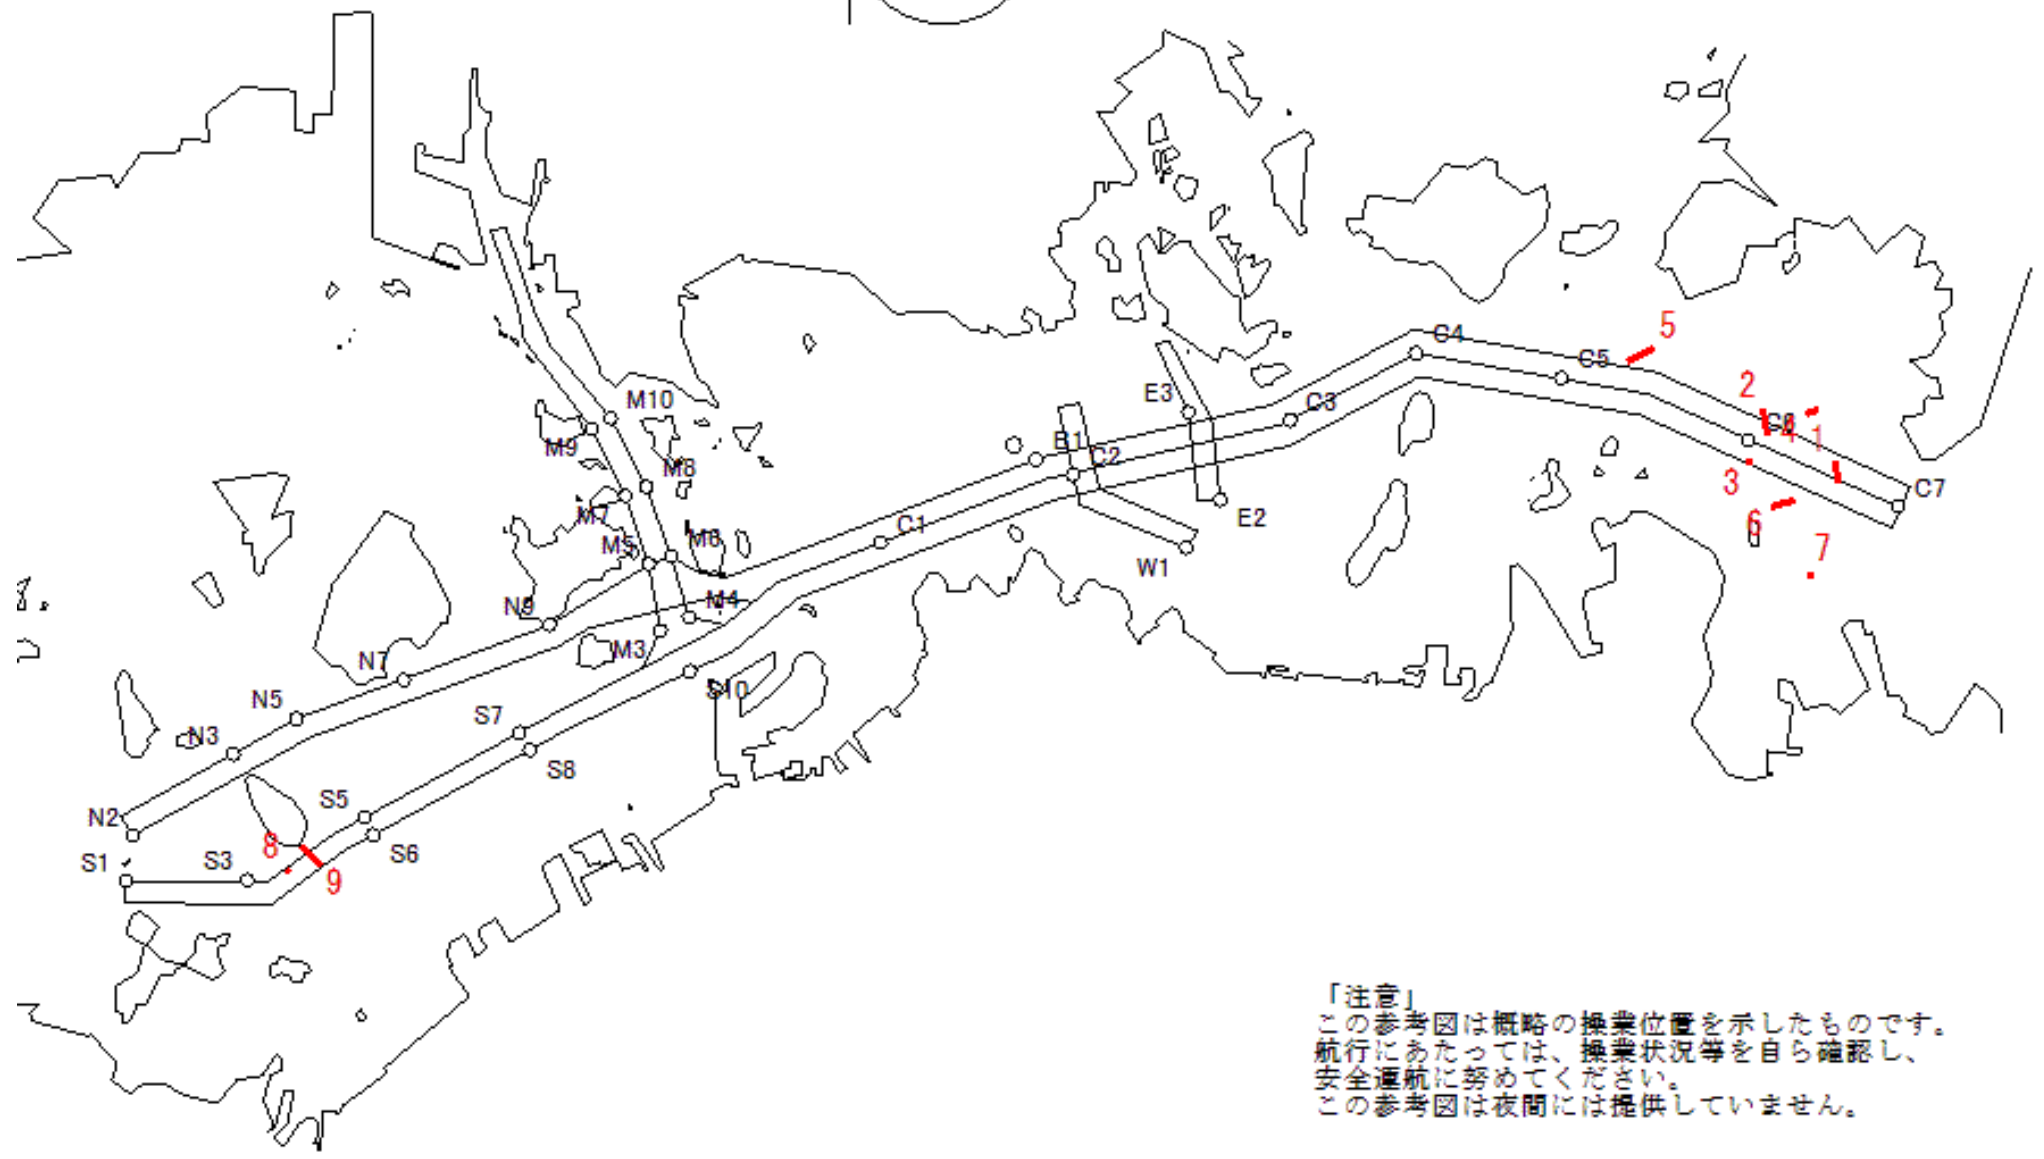 C4
5
C5
2
M10
E3
C3
C6
4
1
M9
B1
M8
C2
3
C7
M7
E2
6
C1
M6
M5
7
W1
N9
M4
M3
N7
S10
N5
S7
N3
S8
S5
N2
8
S6
S1
S3
9
「注意」
この参考図は概略の操業位置を示したものです。
航行にあたっては、操業状況等を自ら確認し、
安全運航に努めてください。
この参考図は夜間には提供していません。